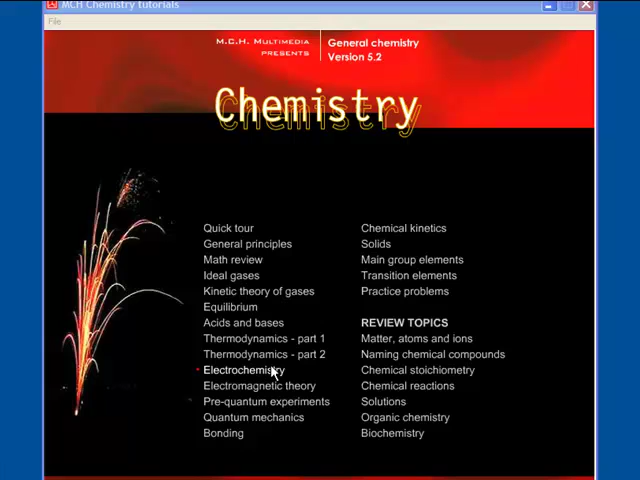 MCH Chemistry tutorials
File
M.C.H. MULTIMEDIA
PRESENTS
General chemistry
Version 5.2
Chemistry
Quick tour
General principles
Math review
Ideal gases
Kinetic theory of gases
Equilibrium
Acids and bases
Thermodynamics - part 1
Thermodynamics - part 2
Electrochemistry
Electromagnetic theory
Pre-quantum experiments
Quantum mechanics
Bonding
Chemical kinetics
Solids
Main group elements
Transition elements
Practice problems
REVIEW TOPICS
Matter, atoms and ions
Naming chemical compounds
Chemical stoichiometry
Chemical reactions
Solutions
Organic chemistry
Biochemistry